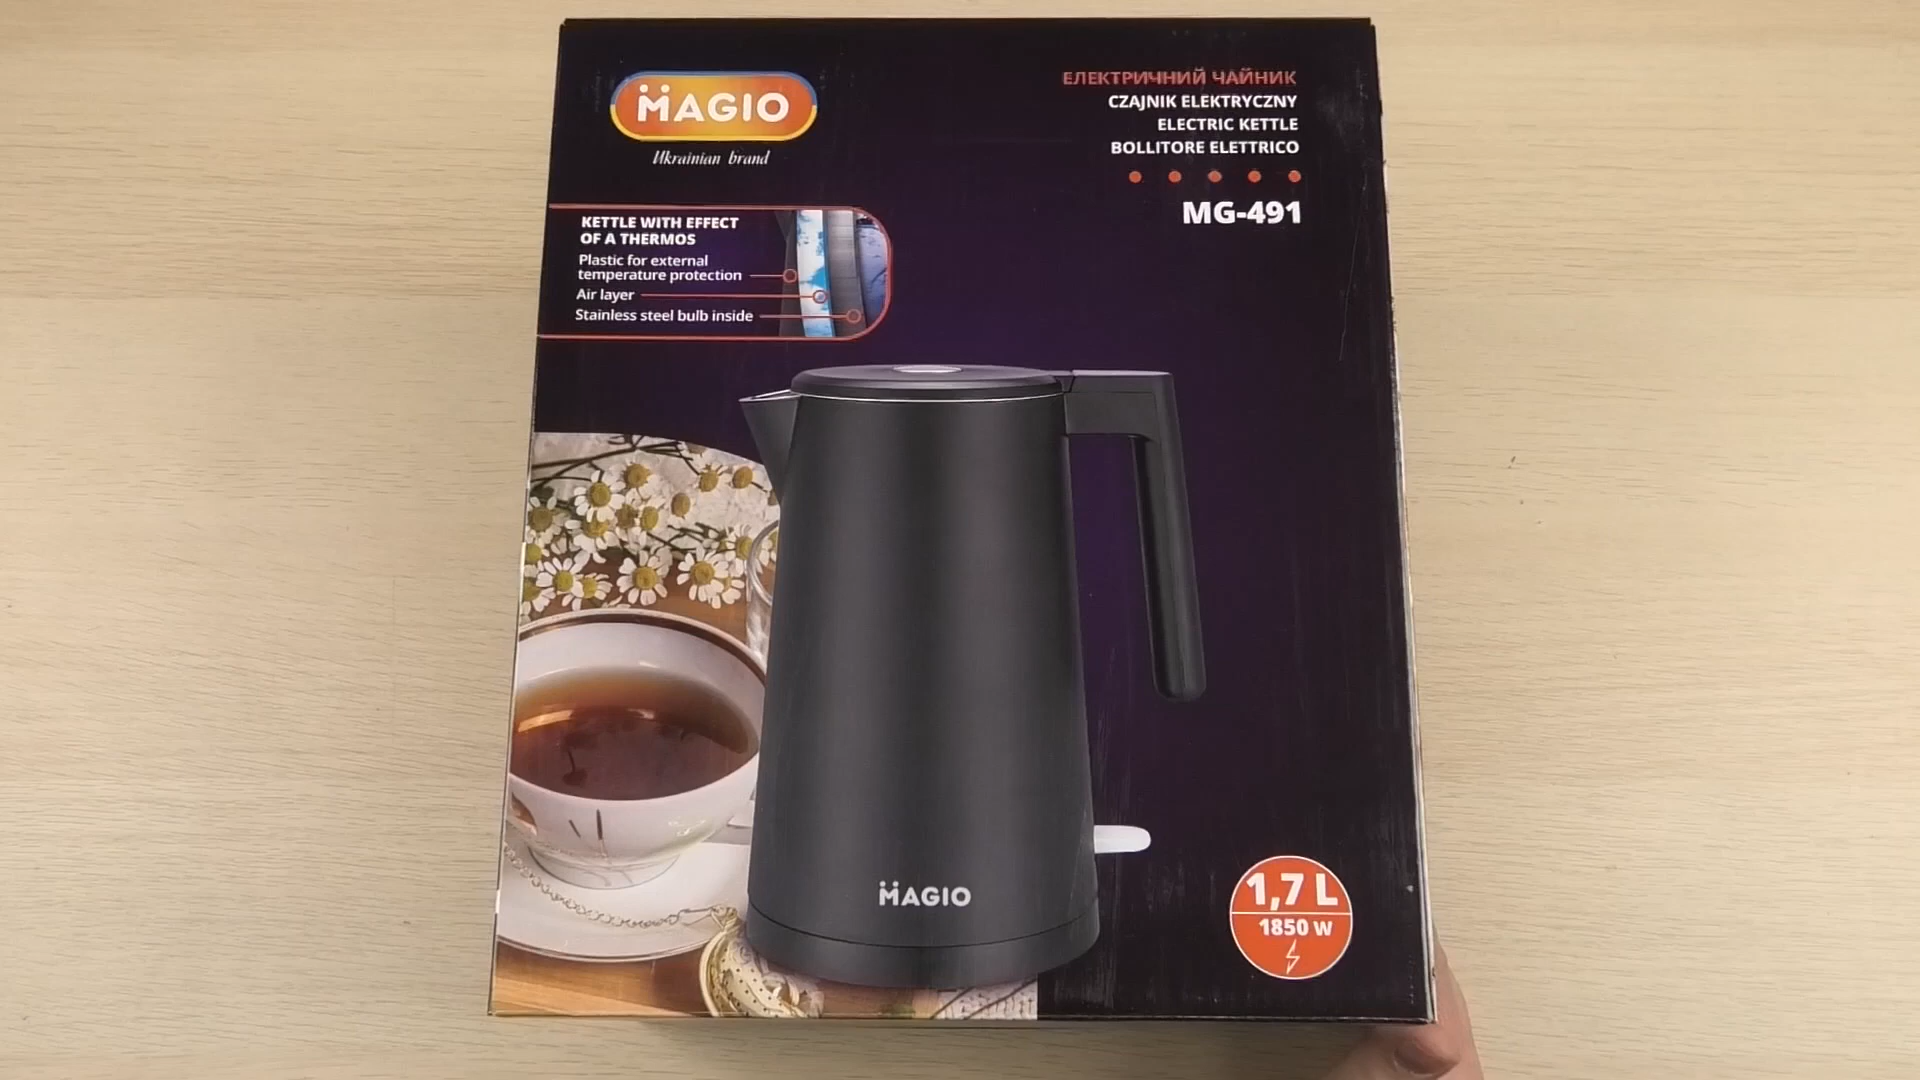 MAGIO
Ukrainian brand
ЕЛЕКТРИЧНИЙ ЧАЙНИК
CZAJNIK ELEKTRYCZNY
ELECTRIC KETTLE
BOLLITORE ELETTRICO
MG-491
KETTLE WITH EFFECT
OF A THERMOS
Plastic for external
temperature protection
Air layer
Stainless steel bulb inside
MAGIO
1,7 L
1850 W